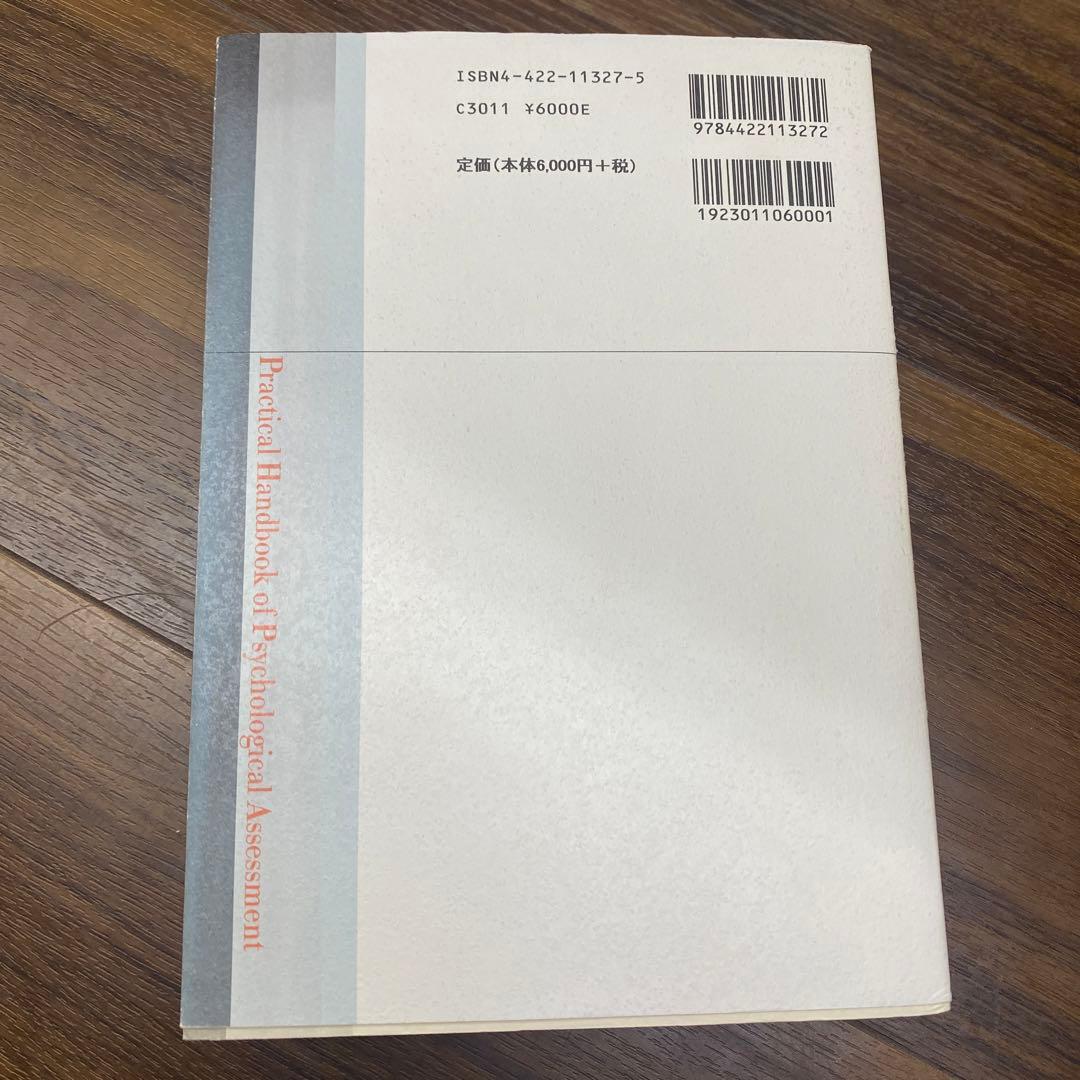 ISBN4-422-11327-5
C3011 ¥6000E
定価(本体6,000円+税)
9784422113272
1923011060001
Practical Handbook of Psychological Assessment